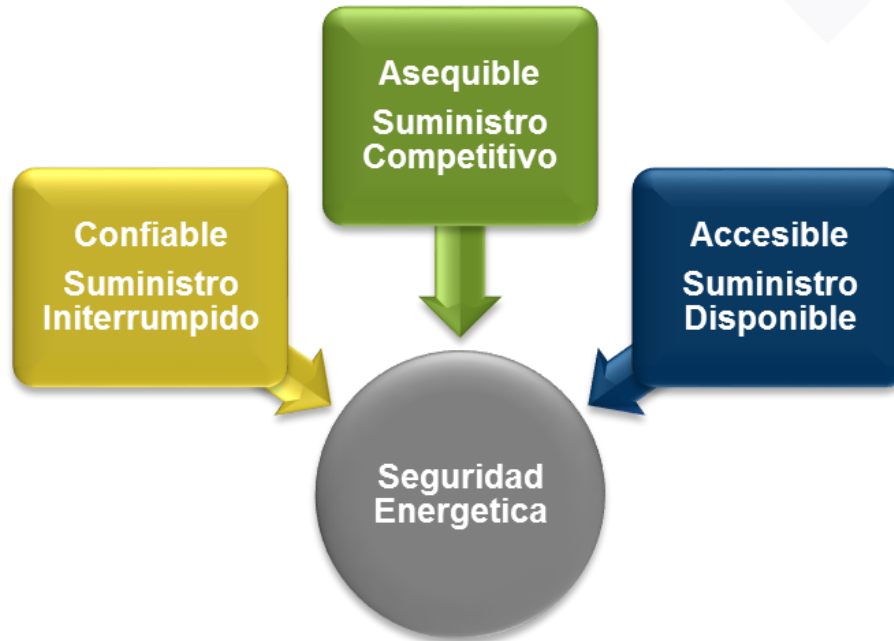 Asequible
Suministro
Competitivo
Confiable
Suministro
Initerrumpido
Accesible
Suministro
Disponible
Seguridad
Energetica